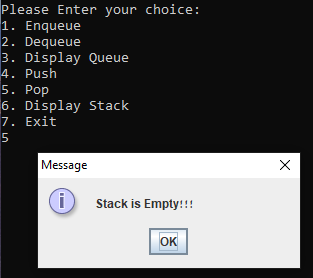 Please Enter your choice:
1. Enqueue
2. Dequeue
3. Display Queue
4. Push
5. Pop
6. Display Stack
7. Exit
5
Message
Stack is Empty!!!
OK